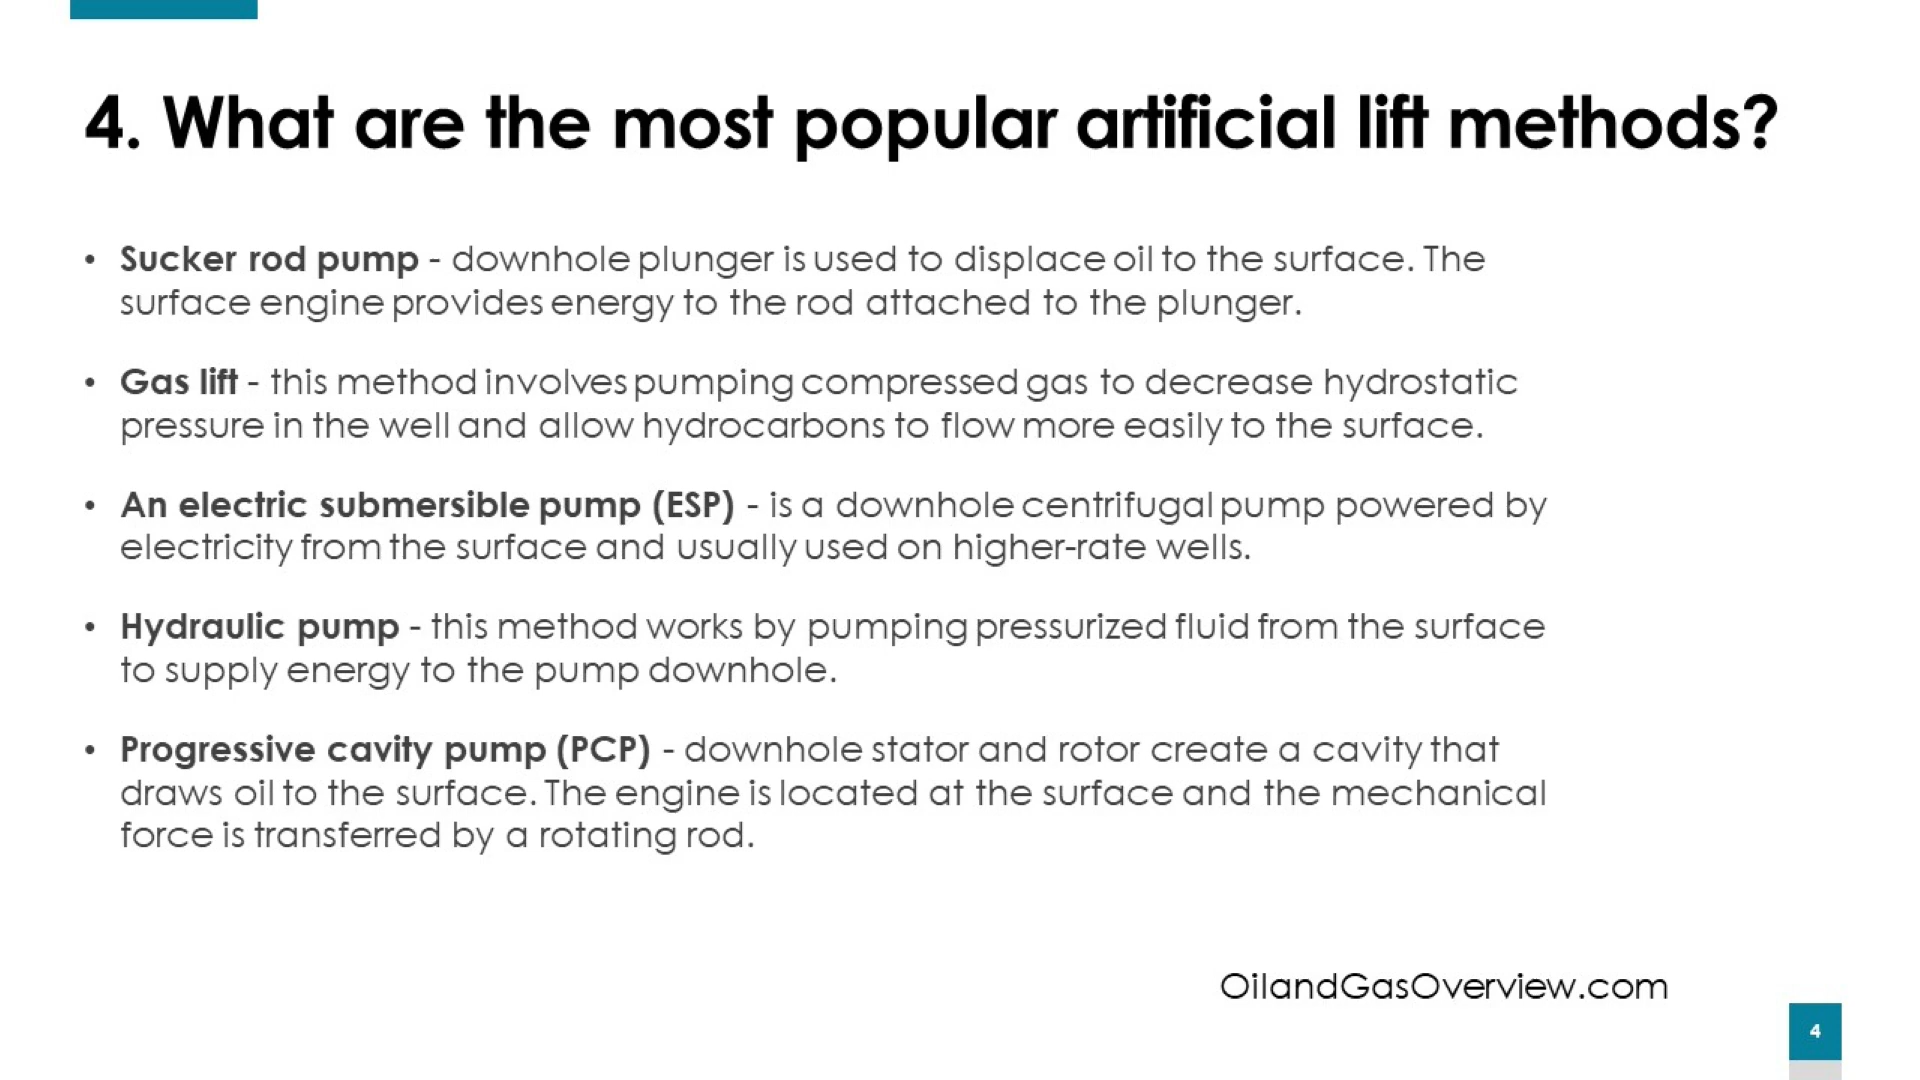 4. What are the most popular artificial lift methods?
• Sucker rod pump - downhole plunger is used to displace oil to the surface. The
surface engine provides energy to the rod attached to the plunger.
• Gas lift - this method involves pumping compressed gas to decrease hydrostatic
pressure in the well and allow hydrocarbons to flow more easily to the surface.
• An electric submersible pump (ESP) - is a downhole centrifugal pump powered by
electricity from the surface and usually used on higher-rate wells.
• Hydraulic pump - this method works by pumping pressurized fluid from the surface
to supply energy to the pump downhole.
• Progressive cavity pump (PCP) - downhole stator and rotor create a cavity that
draws oil to the surface. The engine is located at the surface and the mechanical
force is transferred by a rotating rod.
OilandGasOverview.com
4